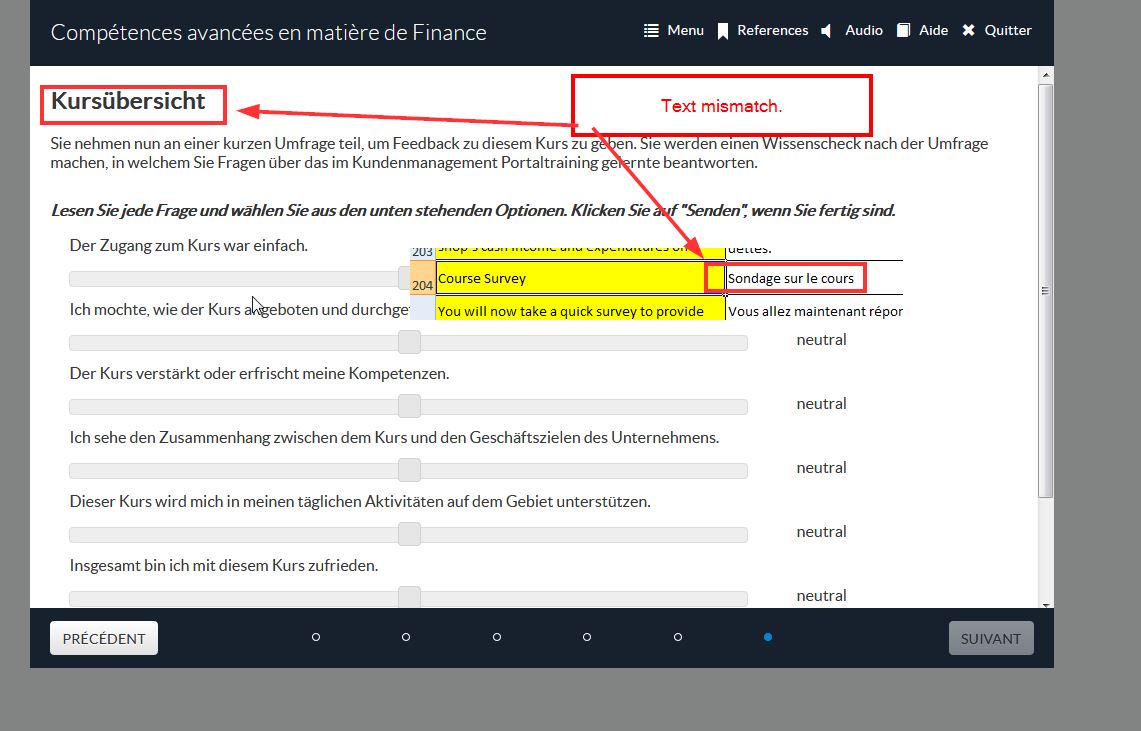 Compétences avancées en matière de Finance
Menu References Audio Aide Quitter
Kursübersicht
Text mismatch.
Sie nehmen nun an einer kurzen Umfrage teil, um Feedback zu diesem Kurs zu geben. Sie werden einen Wissenscheck nach der Umfrage
machen, in welchem Sie Fragen über das im Kundenmanagement Portaltraining gelernte beantworten.
Lesen Sie jede Frage und wählen Sie aus den unten stehenden Optionen. Klicken Sie auf "Senden", wenn Sie fertig sind.
Der Zugang zum Kurs war einfach.
203 shop's cash income and expenditures on dettes.
204 Course Survey Sondage sur le cours
You will now take a quick survey to provide Vous allez maintenant répor
Ich mochte, wie der Kurs angeboten und durchge
neutral
Der Kurs verstärkt oder erfrischt meine Kompetenzen.
neutral
Ich sehe den Zusammenhang zwischen dem Kurs und den Geschäftszielen des Unternehmens.
neutral
Dieser Kurs wird mich in meinen täglichen Aktivitäten auf dem Gebiet unterstützen.
neutral
Insgesamt bin ich mit diesem Kurs zufrieden.
neutral
PRÉCÉDENT
SUIVANT